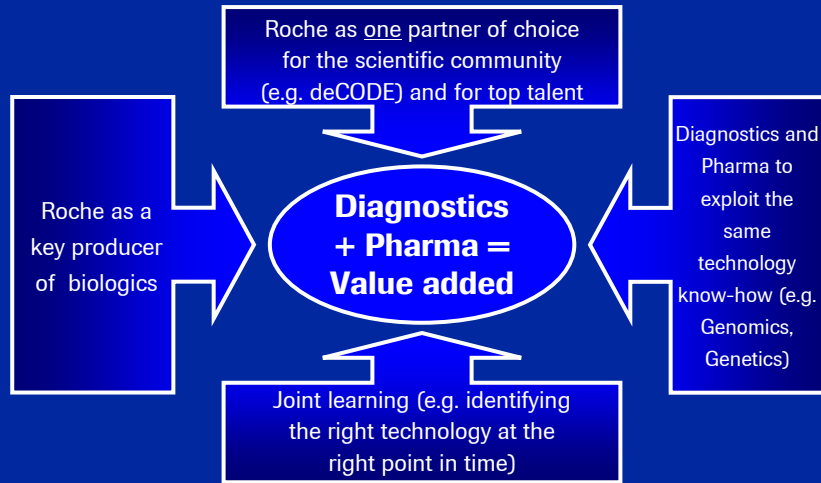 Roche as one partner of choice
for the scientific community
(e.g. deCODE) and for top talent
Roche as a
key producer
of biologics
Diagnostics
+ Pharma =
Value added
Diagnostics and
Pharma to
exploit the
same
technology
know-how (e.g.
Genomics,
Genetics)
Joint learning (e.g. identifying
the right technology at the
right point in time)